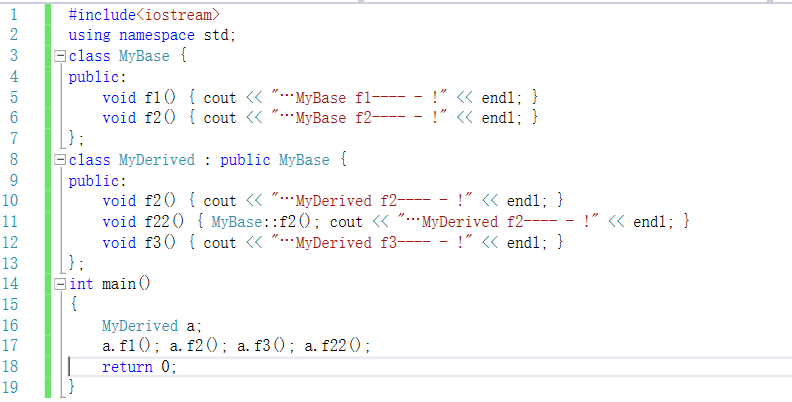 1 #include<iostream>
2 using namespace std;
3 class MyBase {
4 public:
5 void f1() { cout << "…MyBase f1---- - !" << endl; }
6 void f2() { cout << "…MyBase f2---- - !" << endl; }
7 };
8 class MyDerived : public MyBase {
9 public:
10 void f2() { cout << "…MyDerived f2---- - !" << endl; }
11 void f22() { MyBase::f2(); cout << "…MyDerived f2---- - !" << endl; }
12 void f3() { cout << "…MyDerived f3---- - !" << endl; }
13 };
14 int main()
15 {
16 MyDerived a;
17 a.f1(); a.f2(); a.f3(); a.f22();
18 return 0;
19 }